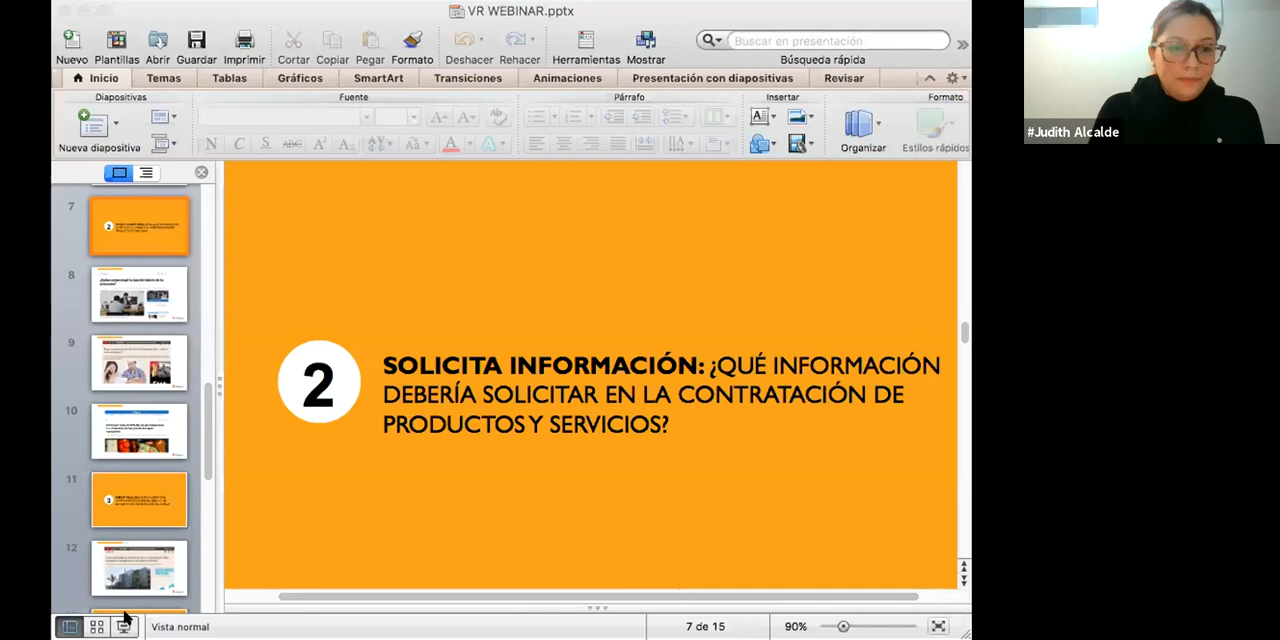 VR WEBINAR.pptx
Nuevo Plantillas Abrir Guardar Imprimir Cortar Copiar Pegar Formato Deshacer Rehacer Herramientas Mostrar Búsqueda rápida
Buscar en presentación
Inicio Temas Tablas Gráficos SmartArt Transiciones Animaciones Presentación con diapositivas Revisar
Diapositivas Fuente Párrafo Insertar Formato
Nueva diapositiva Organizar Estilos rápidos
#Judith Alcalde
7
2
8
9
10
11
3
12
2
SOLICITA INFORMACIÓN: ¿QUÉ INFORMACIÓN
DEBERÍA SOLICITAR EN LA CONTRATACIÓN DE
PRODUCTOS Y SERVICIOS?
Vista normal 7 de 15 90%